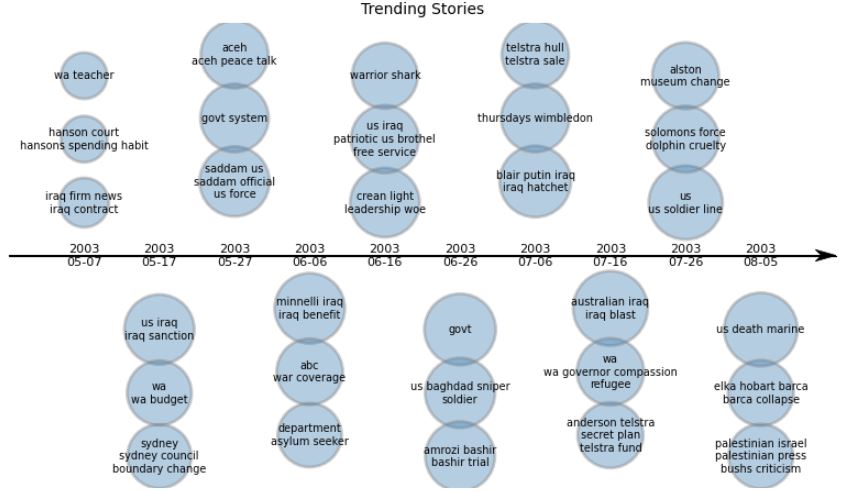 Trending Stories
wa teacher
hanson court
hansons spending habit
iraq firm news
iraq contract
aceh
aceh peace talk
govt system
saddam us
saddam official
us force
warrior shark
us iraq
patriotic us brothel
free service
crean light
leadership woe
telstra hull
telstra sale
thursdays wimbledon
blair putin iraq
iraq hatchet
alston
museum change
solomons force
dolphin cruelty
us
us soldier line
2003
05-07
2003
05-17
2003
05-27
2003
06-06
2003
06-16
2003
06-26
2003
07-06
2003
07-16
2003
07-26
2003
08-05
us iraq
iraq sanction
wa
wa budget
sydney
sydney council
boundary change
minnelli iraq
iraq benefit
abc
war coverage
department
asylum seeker
govt
us baghdad sniper
soldier
amrozi bashir
bashir trial
australian iraq
iraq blast
wa
wa governor compassion
refugee
anderson telstra
secret plan
telstra fund
us death marine
elka hobart barca
barca collapse
palestinian israel
palestinian press
bushs criticism